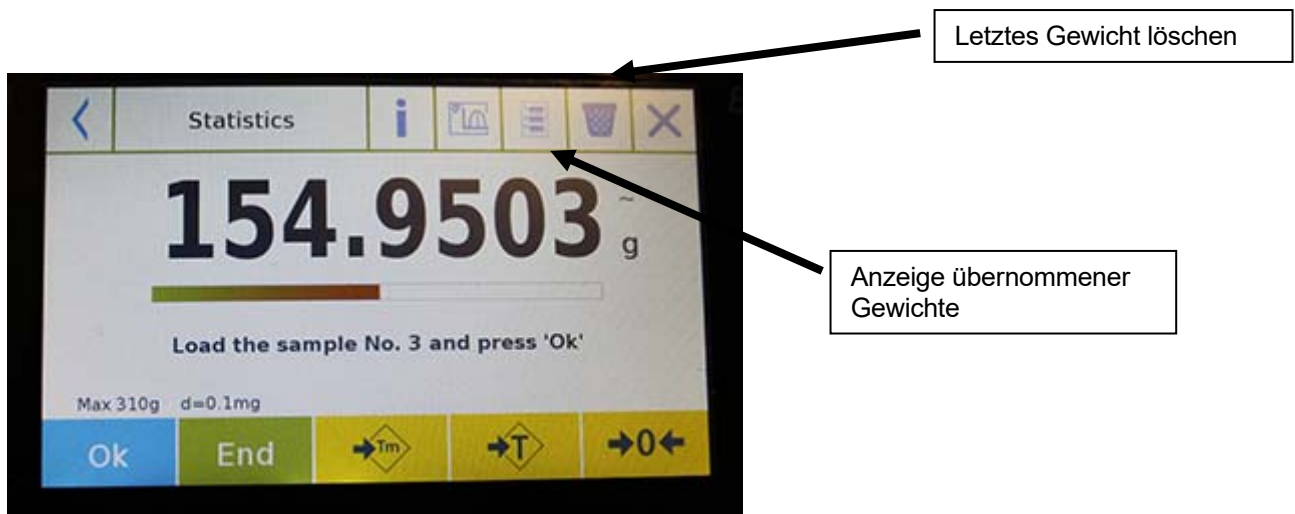 Letztes Gewicht löschen
Statistics
154.9503 ~
g
Anzeige übernommener
Gewichte
Load the sample No. 3 and press 'Ok'
Max 310g d=0.1mg
Ok End →Tm →T →0←